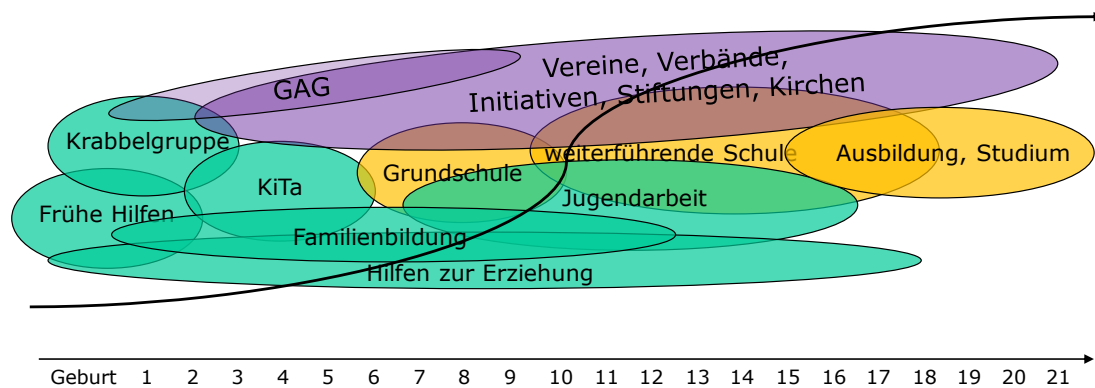 Vereine, Verbände,
Initiativen, Stiftungen, Kirchen
GAG
Krabbelgruppe
weiterführende Schule
Ausbildung, Studium
Grundschule
KiTa
Jugendarbeit
Frühe Hilfen
Familienbildung
Hilfen zur Erziehung
Geburt 1 2 3 4 5 6 7 8 9 10 11 12 13 14 15 16 17 18 19 20 21